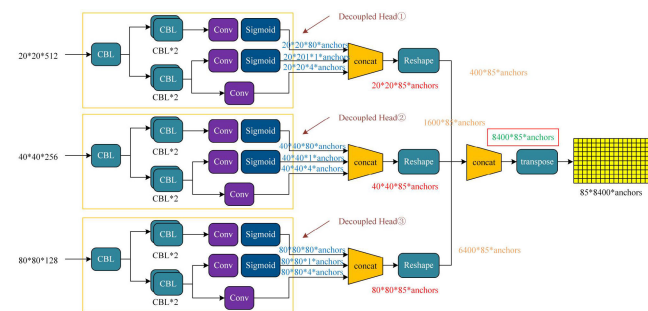 Decoupled Head①
CBL
Conv
Sigmoid
CBL*2
20*20*80*anchors
20*20*512
CBL
20*201*1*anchors
concat
Reshape
CBL
Conv
Sigmoid
20*20*4*anchors
400*85*anchors
CBL*2
Conv
20*20*85*anchors
Decoupled Head②
1600*85*anchors
CBL
Conv
Sigmoid
8400*85*anchors
CBL*2
40*40*80*anchors
40*40*256
CBL
40*40*1*anchors
concat
Reshape
concat
transpose
CBL
Conv
Sigmoid
40*40*4*anchors
CBL*2
Conv
40*40*85*anchors
85*8400*anchors
Decoupled Head③
CBL
Conv
Sigmoid
CBL*2
80*80*80*anchors
6400*85*anchors
80*80*128
CBL
80*80*1*anchors
concat
Reshape
CBL
Conv
Sigmoid
80*80*4*anchors
CBL*2
Conv
80*80*85*anchors